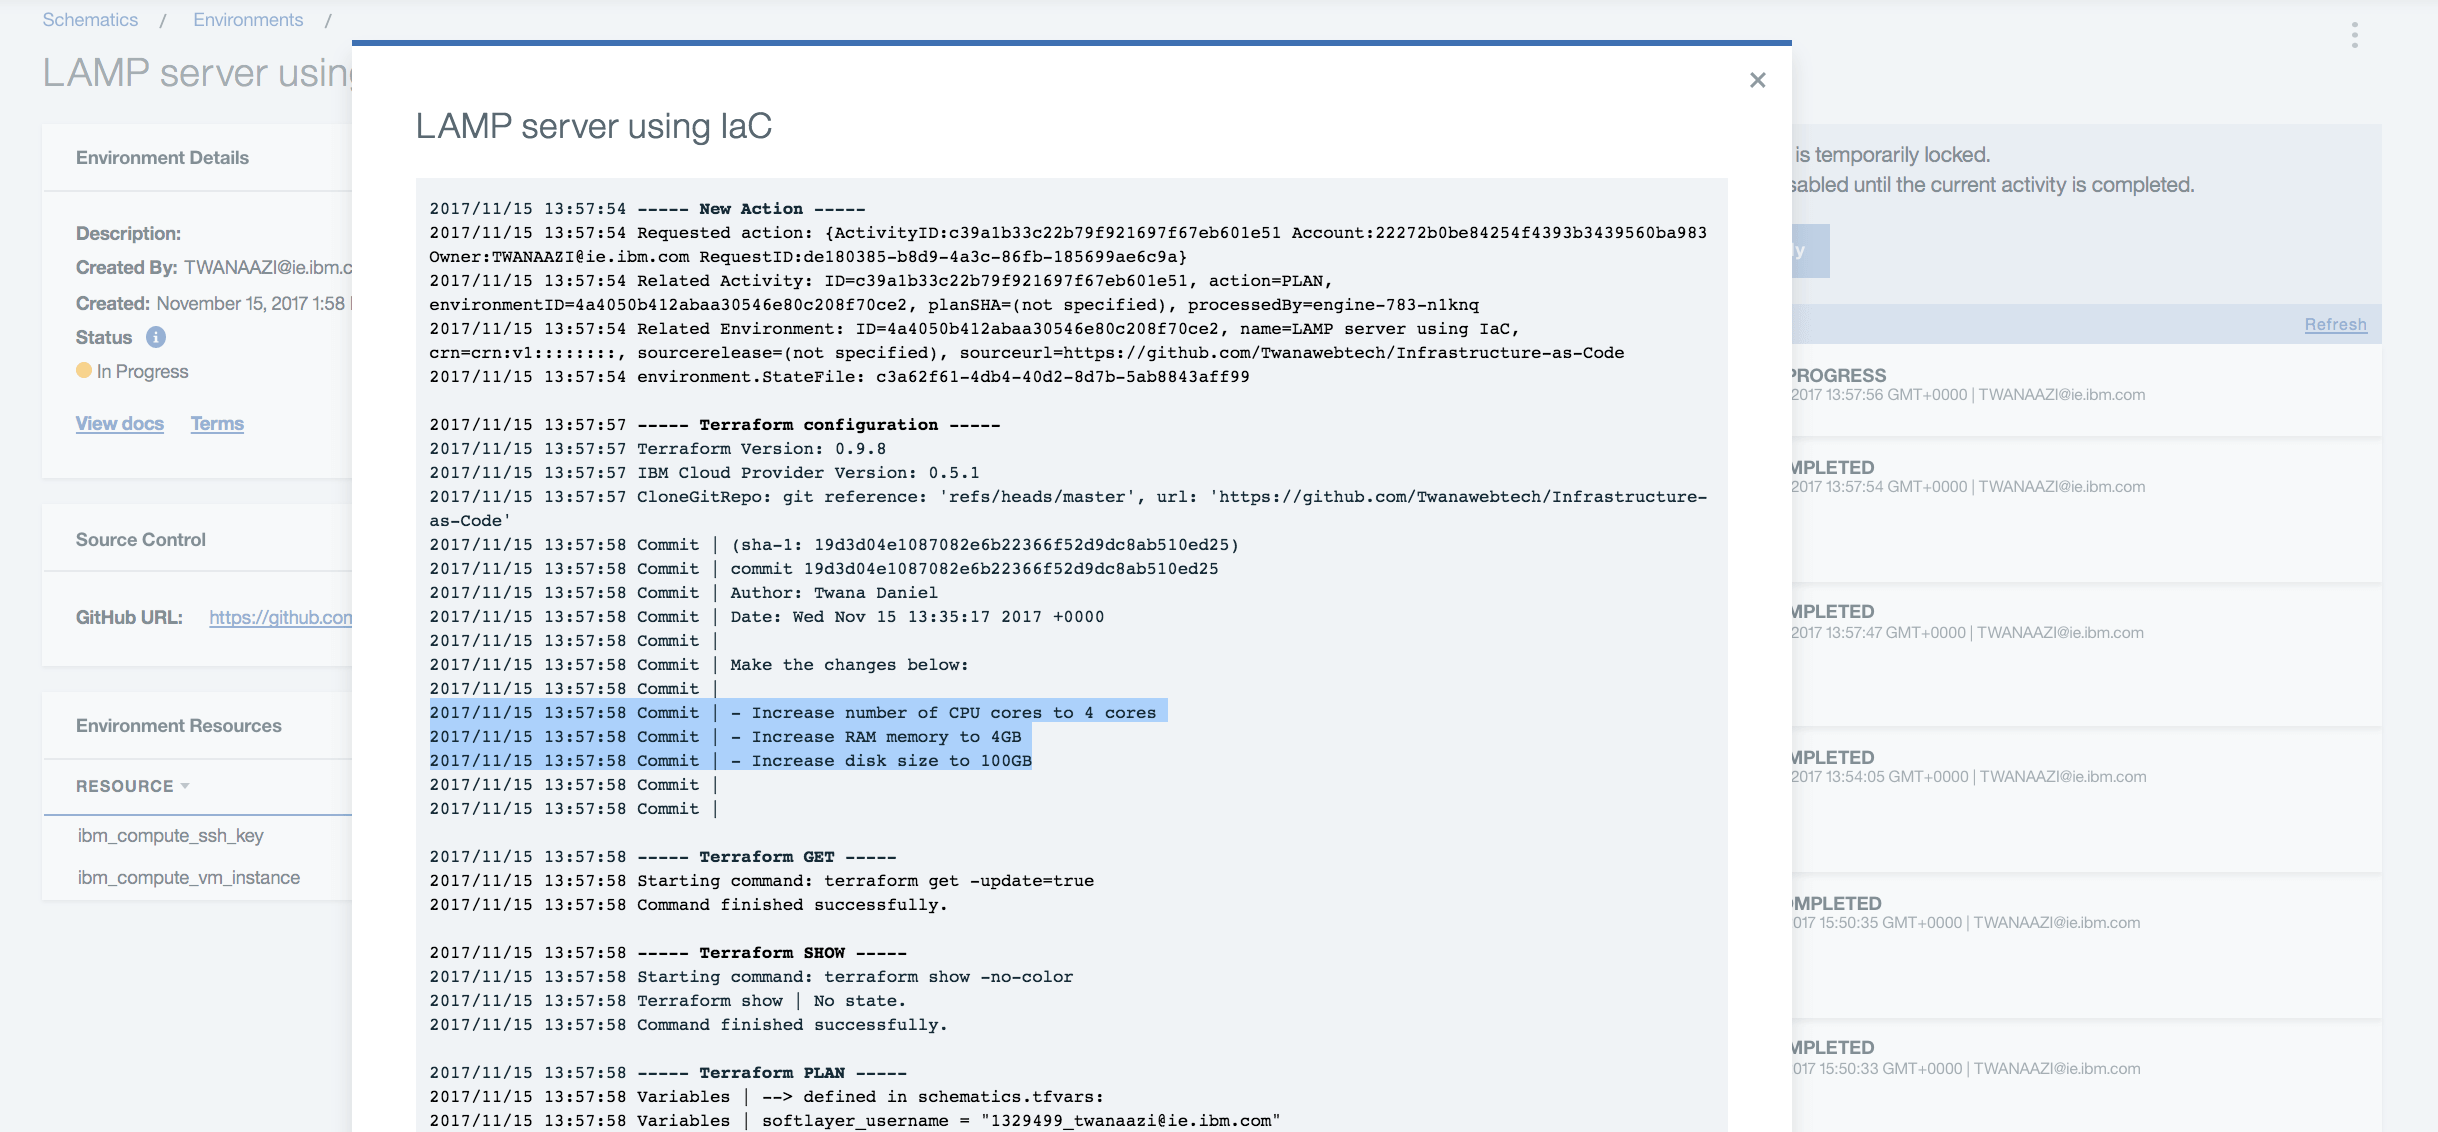 Schematics / Environments /
LAMP server using
Environment Details
Description:
Created By: TWANAAZI@ie.ibm.c
Created: November 15, 2017 1:58
Status
In Progress
View docs Terms
Source Control
GitHub URL: https://github.com
Environment Resources
RESOURCE
ibm_compute_ssh_key
ibm_compute_vm_instance
LAMP server using IaC
2017/11/15 13:57:54 ----- New Action -----
2017/11/15 13:57:54 Requested action: {ActivityID:c39a1b33c22b79f921697f67eb601e51 Account:22272b0be84254f4393b3439560ba983
Owner:TWANAAZI@ie.ibm.com RequestID:de180385-b8d9-4a3c-86fb-185699ae6c9a}
2017/11/15 13:57:54 Related Activity: ID=c39a1b33c22b79f921697f67eb601e51, action=PLAN,
environmentID=4a4050b412abaa30546e80c208f70ce2, planSHA=(not specified), processedBy=engine-783-n1knq
2017/11/15 13:57:54 Related Environment: ID=4a4050b412abaa30546e80c208f70ce2, name=LAMP server using IaC,
crn=crn:v1::::::::, sourcerelease=(not specified), sourceurl=https://github.com/Twanawebtech/Infrastructure-as-Code
2017/11/15 13:57:54 environment.StateFile: c3a62f61-4db4-40d2-8d7b-5ab8843aff99
2017/11/15 13:57:57 ----- Terraform configuration -----
2017/11/15 13:57:57 Terraform Version: 0.9.8
2017/11/15 13:57:57 IBM Cloud Provider Version: 0.5.1
2017/11/15 13:57:57 CloneGitRepo: git reference: 'refs/heads/master', url: 'https://github.com/Twanawebtech/Infrastructure-
as-Code'
2017/11/15 13:57:58 Commit | (sha-1: 19d3d04e1087082e6b22366f52d9dc8ab510ed25)
2017/11/15 13:57:58 Commit | commit 19d3d04e1087082e6b22366f52d9dc8ab510ed25
2017/11/15 13:57:58 Commit | Author: Twana Daniel
2017/11/15 13:57:58 Commit | Date: Wed Nov 15 13:35:17 2017 +0000
2017/11/15 13:57:58 Commit |
2017/11/15 13:57:58 Commit | Make the changes below:
2017/11/15 13:57:58 Commit |
2017/11/15 13:57:58 Commit | - Increase number of CPU cores to 4 cores
2017/11/15 13:57:58 Commit | - Increase RAM memory to 4GB
2017/11/15 13:57:58 Commit | - Increase disk size to 100GB
2017/11/15 13:57:58 Commit |
2017/11/15 13:57:58 Commit |
2017/11/15 13:57:58 ----- Terraform GET -----
2017/11/15 13:57:58 Starting command: terraform get -update=true
2017/11/15 13:57:58 Command finished successfully.
2017/11/15 13:57:58 ----- Terraform SHOW -----
2017/11/15 13:57:58 Starting command: terraform show -no-color
2017/11/15 13:57:58 Terraform show | No state.
2017/11/15 13:57:58 Command finished successfully.
2017/11/15 13:57:58 ----- Terraform PLAN -----
2017/11/15 13:57:58 Variables | --> defined in schematics.tfvars:
2017/11/15 13:57:58 Variables | softlayer_username = "1329499_twanaazi@ie.ibm.com"
is temporarily locked.
sabled until the current activity is completed.
y
Refresh
PROGRESS
2017 13:57:56 GMT+0000 | TWANAAZI@ie.ibm.com
MPLETED
2017 13:57:54 GMT+0000 | TWANAAZI@ie.ibm.com
MPLETED
2017 13:57:47 GMT+0000 | TWANAAZI@ie.ibm.com
MPLETED
2017 13:54:05 GMT+0000 | TWANAAZI@ie.ibm.com
OMPLETED
017 15:50:35 GMT+0000 | TWANAAZI@ie.ibm.com
MPLETED
017 15:50:33 GMT+0000 | TWANAAZI@ie.ibm.com